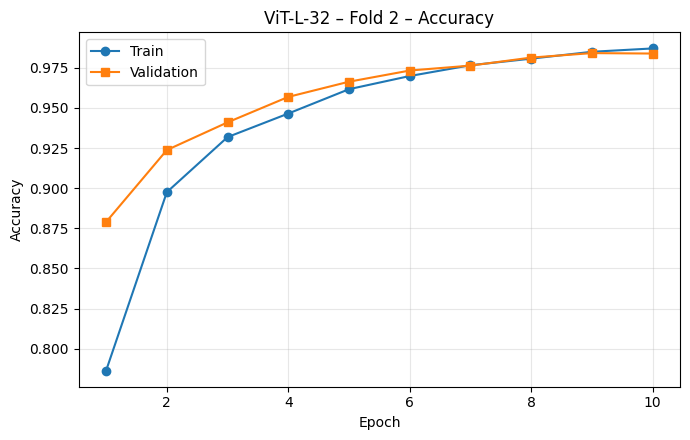 ViT-L-32 – Fold 2 – Accuracy
Train
Validation
0.975
0.950
0.925
0.900
0.875
0.850
0.825
0.800
Accuracy
2 4 6 8 10
Epoch